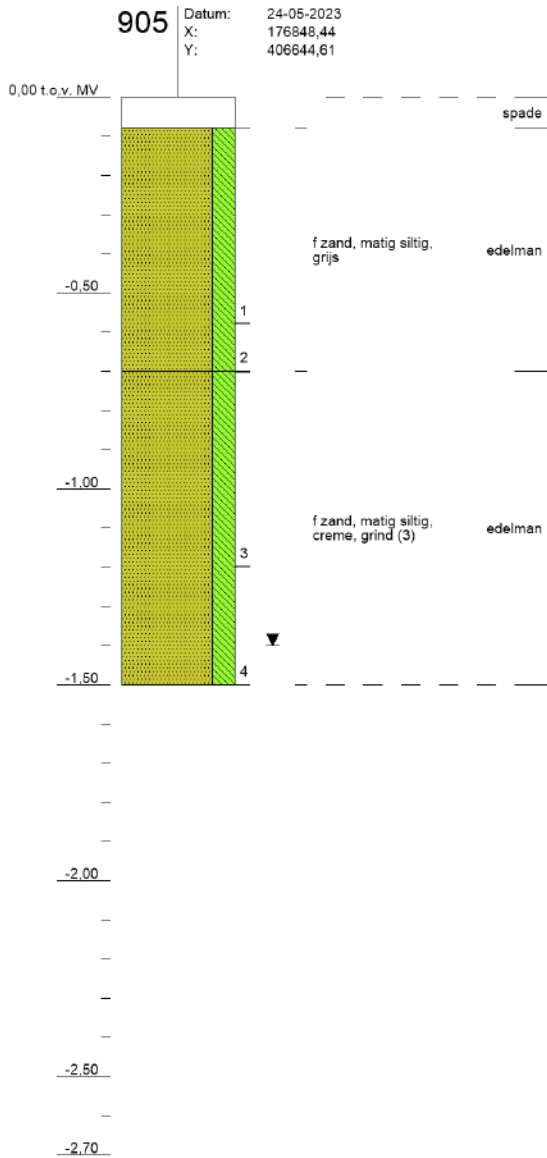 905
Datum: 24-05-2023
X: 176848,44
Y: 406644,61
0,00 t.o.v. MV
spade
f zand, matig siltig,
grijs
edelman
-0,50
1
2
-1,00
f zand, matig siltig,
creme, grind (3)
edelman
3
4
-1,50
-2,00
-2,50
-2,70